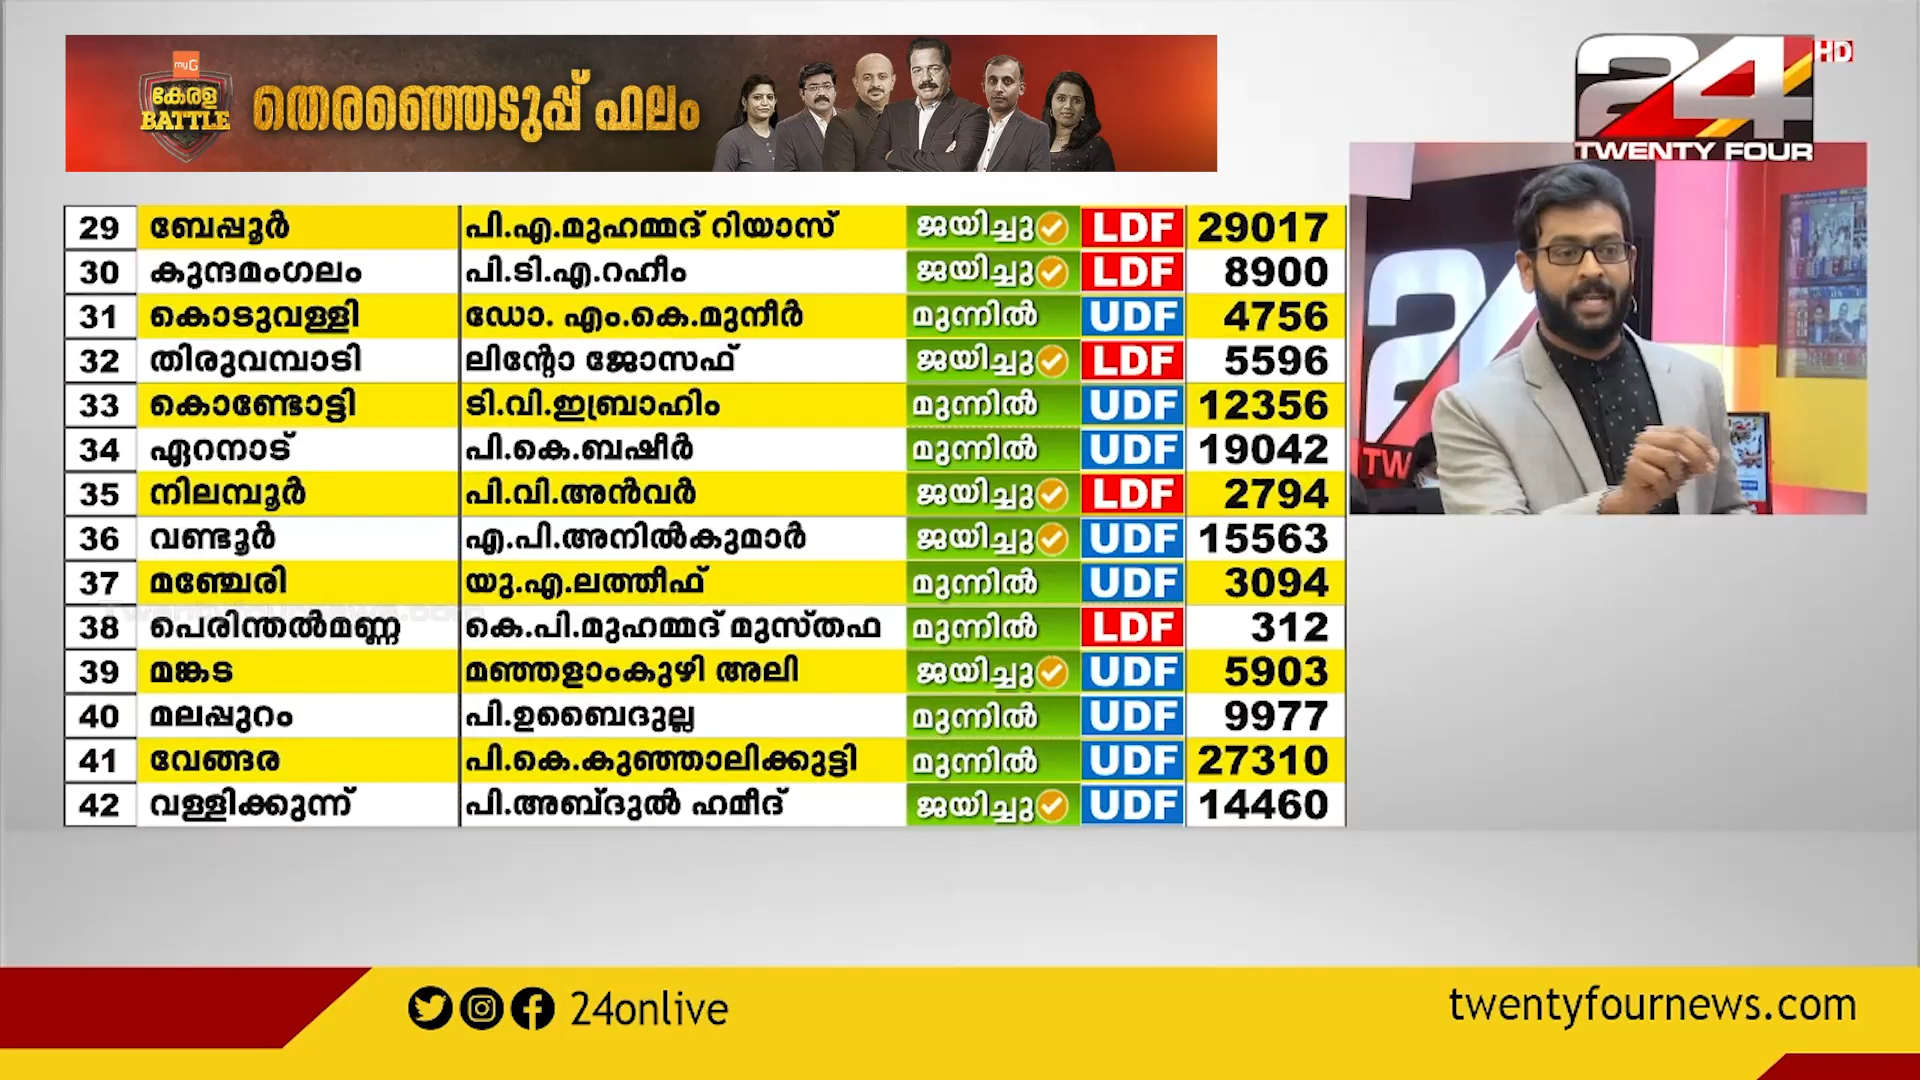 myG
കേരള
BATTLE
തെരഞ്ഞെടുപ്പ് ഫലം
24 HD
TWENTY FOUR
29 ബേപ്പൂർ പി.എ.മുഹമ്മദ് റിയാസ് ജയിച്ചു LDF 29017
30 കുന്ദമംഗലം പി.ടി.എ.റഹീം ജയിച്ചു LDF 8900
31 കൊടുവള്ളി ഡോ. എം.കെ.മുനീർ മുന്നിൽ UDF 4756
32 തിരുവമ്പാടി ലിന്റോ ജോസഫ് ജയിച്ചു LDF 5596
33 കൊണ്ടോട്ടി ടി.വി.ഇബ്രാഹിം മുന്നിൽ UDF 12356
34 ഏറനാട് പി.കെ.ബഷീർ മുന്നിൽ UDF 19042
35 നിലമ്പൂർ പി.വി.അൻവർ ജയിച്ചു LDF 2794
36 വണ്ടൂർ എ.പി.അനിൽകുമാർ ജയിച്ചു UDF 15563
37 മഞ്ചേരി യു.എ.ലത്തീഫ് മുന്നിൽ UDF 3094
38 പെരിന്തൽമണ്ണ കെ.പി.മുഹമ്മദ് മുസ്തഫ മുന്നിൽ LDF 312
39 മങ്കട മഞ്ഞളാംകുഴി അലി ജയിച്ചു UDF 5903
40 മലപ്പുറം പി.ഉബൈദുല്ല മുന്നിൽ UDF 9977
41 വേങ്ങര പി.കെ.കുഞ്ഞാലിക്കുട്ടി മുന്നിൽ UDF 27310
42 വള്ളിക്കുന്ന് പി.അബ്ദുൽ ഹമീദ് ജയിച്ചു UDF 14460
24
TW
Twentyfournews.com
24onlive
twentyfournews.com